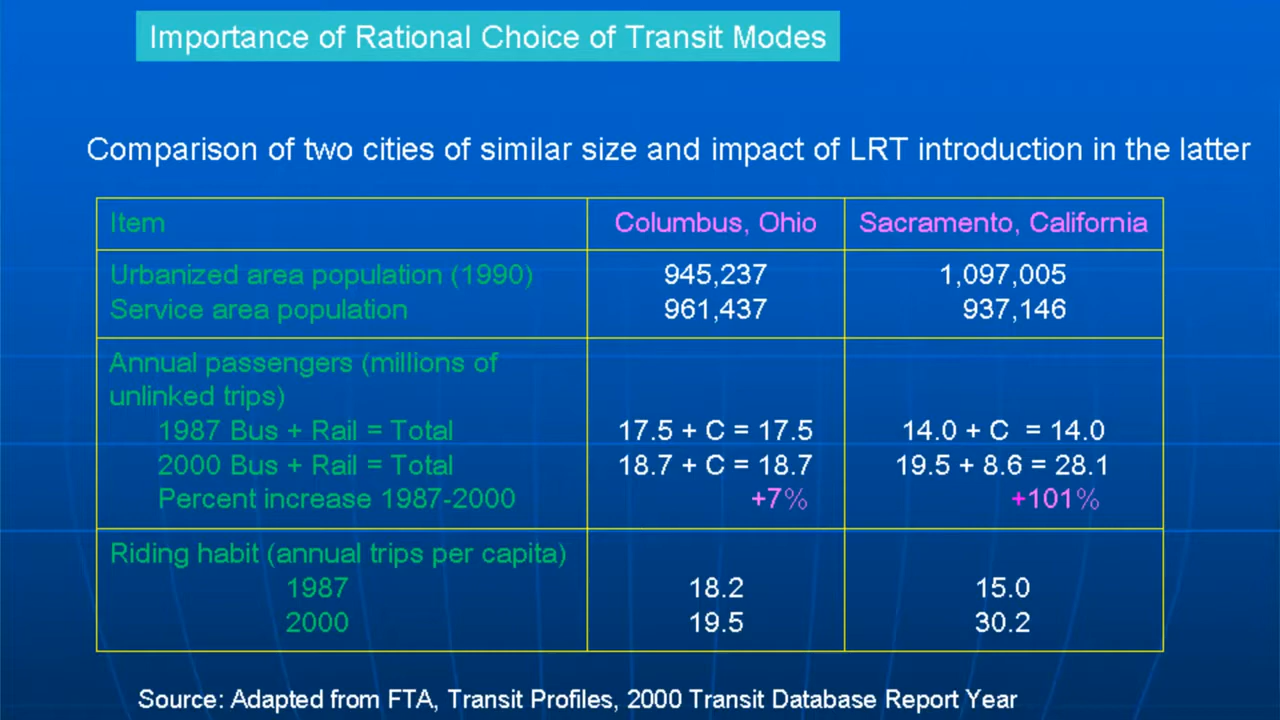 Importance of Rational Choice of Transit Modes
Comparison of two cities of similar size and impact of LRT introduction in the latter
Item Columbus, Ohio Sacramento, California
Urbanized area population (1990) 945,237 1,097,005
Service area population 961,437 937,146
Annual passengers (millions of
unlinked trips)
1987 Bus + Rail = Total 17.5 + C = 17.5 14.0 + C = 14.0
2000 Bus + Rail = Total 18.7 + C = 18.7 19.5 + 8.6 = 28.1
Percent increase 1987-2000 +7% +101%
Riding habit (annual trips per capita)
1987 18.2 15.0
2000 19.5 30.2
Source: Adapted from FTA, Transit Profiles, 2000 Transit Database Report Year